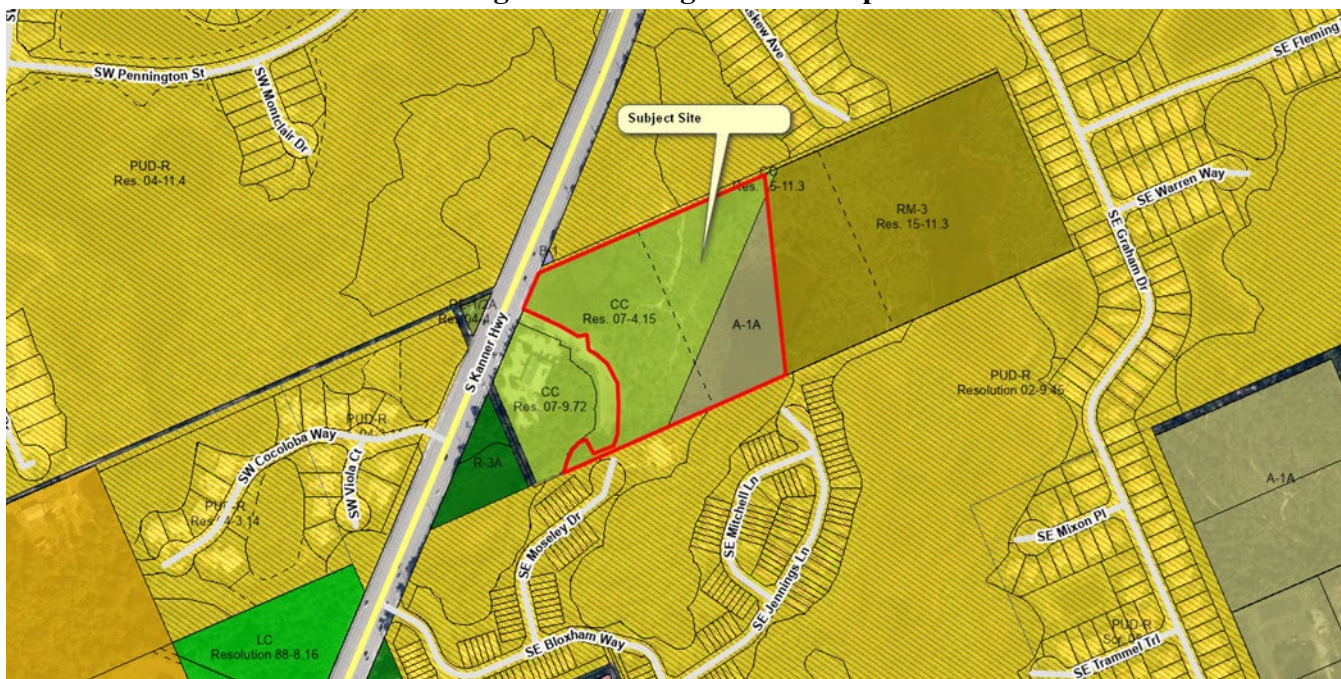 SW Pennington St
SW Montclair Dr
SE Fleming
Subject Site
PUD-R
Res. 04-11.4
SE Warren Way
RM-3
Res. 15-11.3
SE Graham Dr
S Kanner Hwy
CC
Res. 07-4.15
A-1A
PUD-R
Resolution 02-9.45
CC
Res. 07-9.72
SW Cocoloba Way
SW Viola Ct
R-3A
A-1A
SE Moseley Dr
SE Mitchell Ln
SE Jennings Ln
SE Mixon Pl
LC
Resolution 88-8.16
SE Bloxham Way
PUD-R
SE Trammel Trl